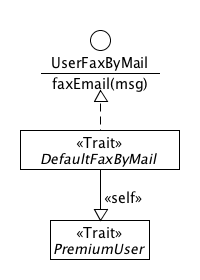 UserFaxByMail
faxEmail(msg)
«Trait»
DefaultFaxByMail
«self»
«Trait»
PremiumUser